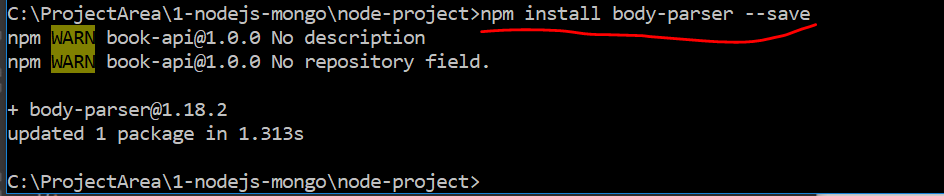 C:\ProjectArea\1-nodejs-mongo\node-project>npm install body-parser --save
npm WARN book-api@1.0.0 No description
npm WARN book-api@1.0.0 No repository field.
+ body-parser@1.18.2
updated 1 package in 1.313s
C:\ProjectArea\1-nodejs-mongo\node-project>